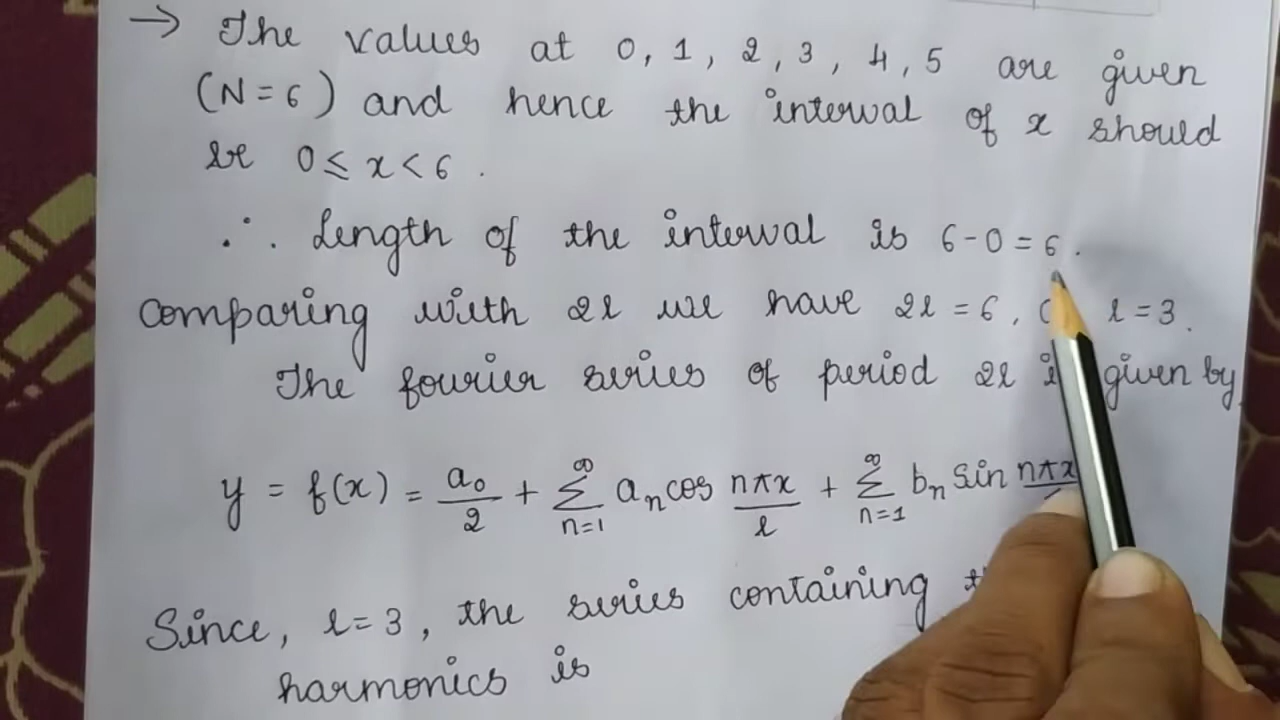 → The values at 0, 1, 2, 3, 4, 5 are given
(N = 6) and hence the interval of x should
be 0 ≤ x < 6 .
∴ Length of the interval is 6 - 0 = 6 .
Comparing with 2l we have 2l = 6 , l = 3 .
The fourier series of period 2l given by
y = f(x) = a₀/2 + ∑_{n=1}^{∞} aₙ cos nπx/l + ∑_{n=1}^{∞} bₙ sin nπx
Since, l = 3 , the series containing
harmonics is